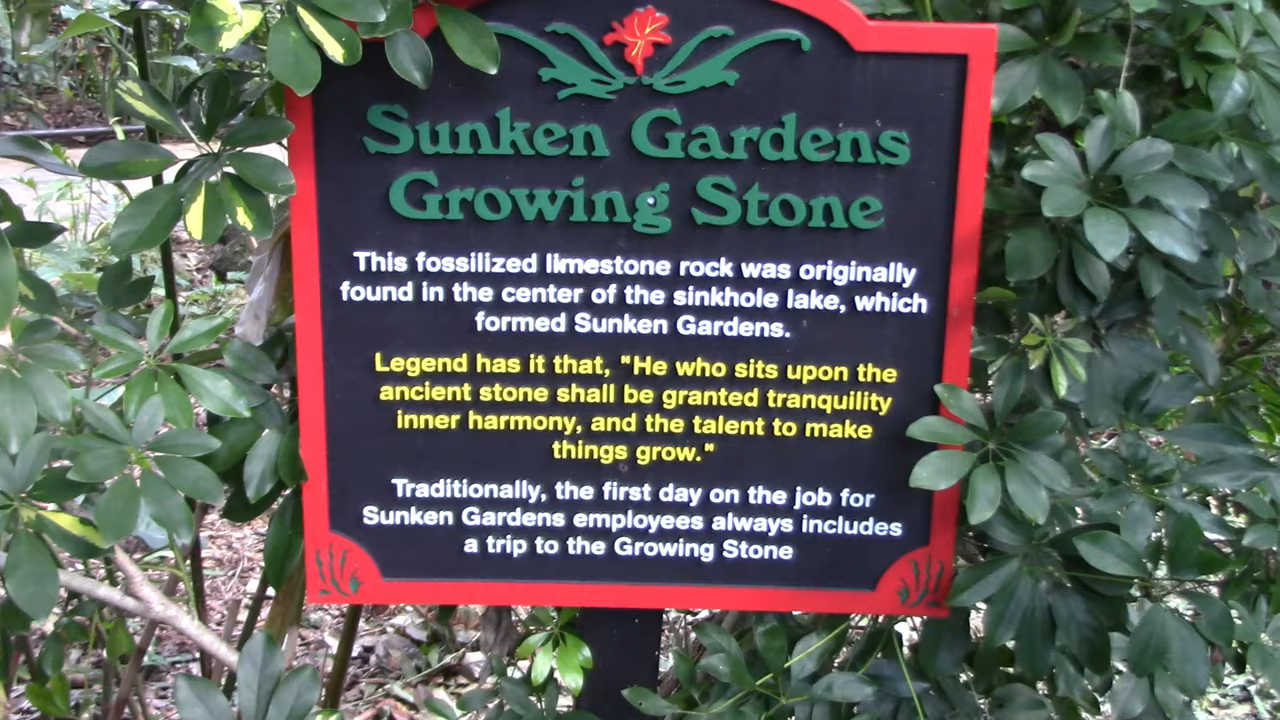 Sunken Gardens
Growing Stone
This fossilized limestone rock was originally
found in the center of the sinkhole lake, which
formed Sunken Gardens.
Legend has it that, "He who sits upon the
ancient stone shall be granted tranquility
inner harmony, and the talent to make
things grow."
Traditionally, the first day on the job for
Sunken Gardens employees always includes
a trip to the Growing Stone